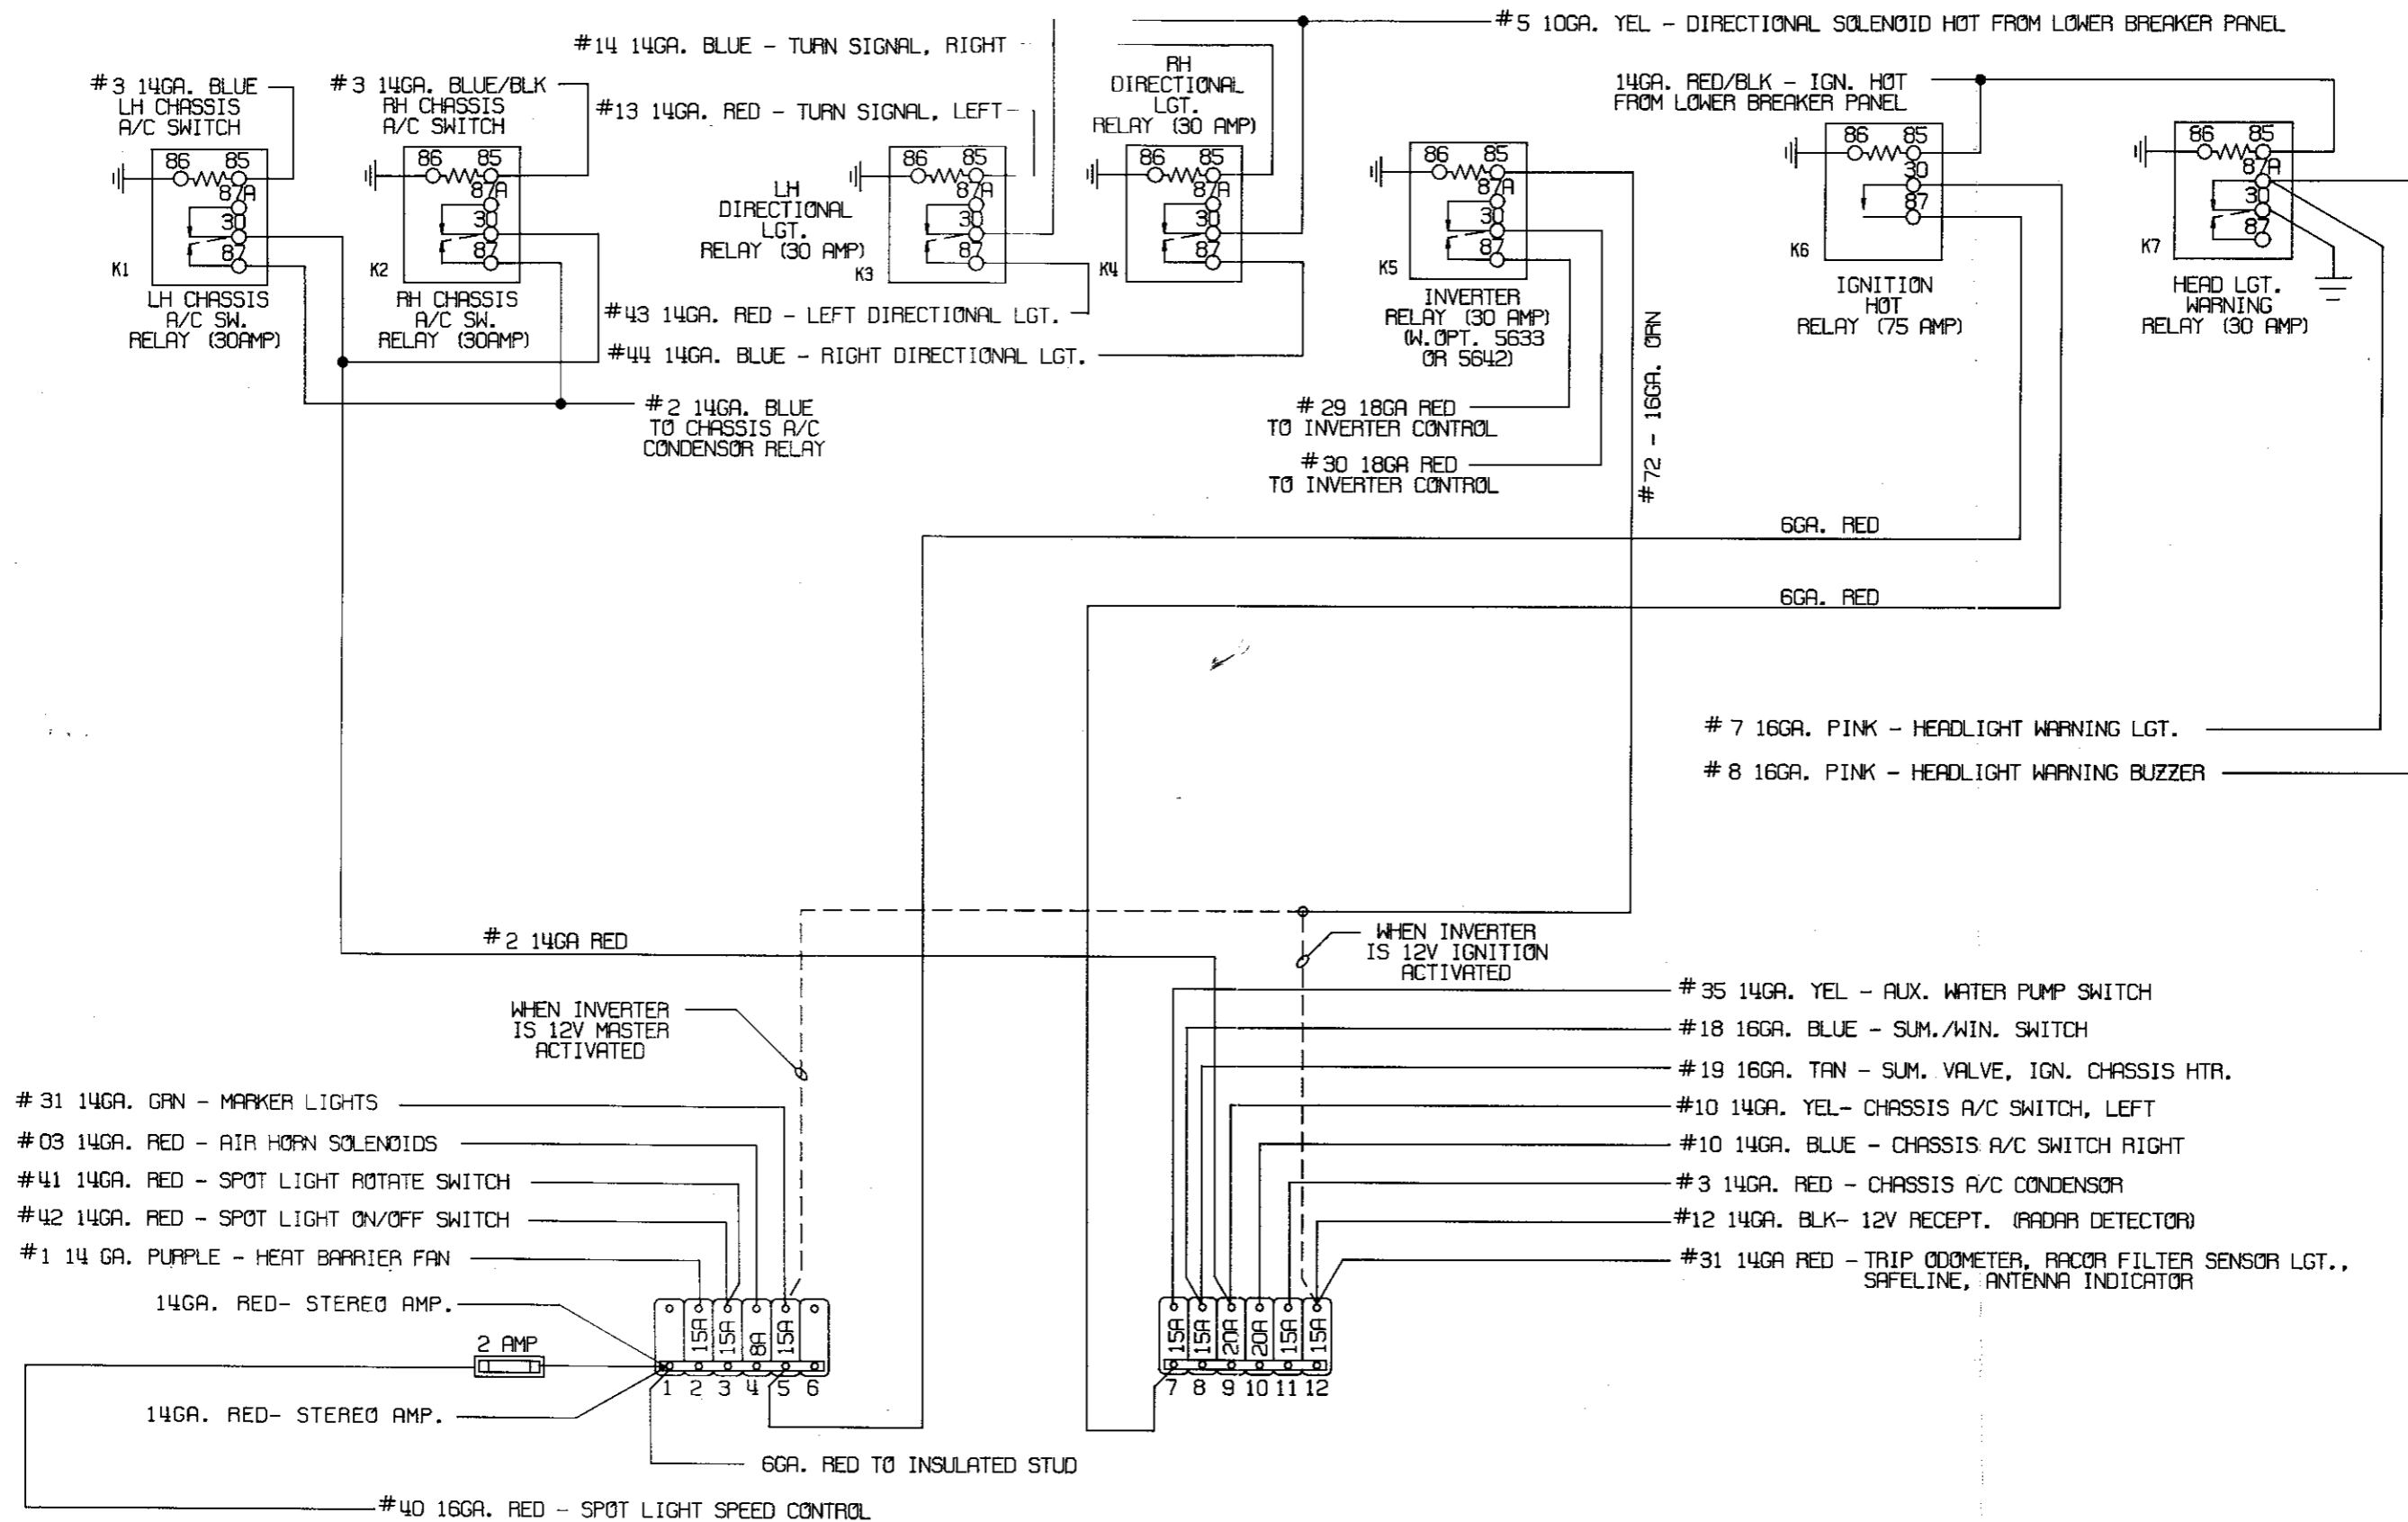 #5 10GA. YEL - DIRECTIONAL SOLENOID HOT FROM LOWER BREAKER PANEL
#14 14GA. BLUE - TURN SIGNAL, RIGHT
#3 14GA. BLUE
LH CHASSIS
A/C SWITCH
#3 14GA. BLUE/BLK
RH CHASSIS
A/C SWITCH
#13 14GA. RED - TURN SIGNAL, LEFT
RH
DIRECTIONAL
LGT.
RELAY (30 AMP)
14GA. RED/BLK - IGN. HOT
FROM LOWER BREAKER PANEL
86 85
87A
30
87
K1
LH CHASSIS
A/C SW.
RELAY (30AMP)
86 85
87A
30
87
K2
RH CHASSIS
A/C SW.
RELAY (30AMP)
LH
DIRECTIONAL
LGT.
RELAY (30 AMP)
86 85
87A
30
87
K3
86 85
87A
30
87
K4
86 85
87A
30
87
K5
INVERTER
RELAY (30 AMP)
(W.OPT. 5633
OR 5642)
86 85
30
87
K6
IGNITION
HOT
RELAY (75 AMP)
86 85
87A
30
87
K7
HEAD LGT.
WARNING
RELAY (30 AMP)
#43 14GA. RED - LEFT DIRECTIONAL LGT.
#44 14GA. BLUE - RIGHT DIRECTIONAL LGT.
#2 14GA. BLUE
TO CHASSIS A/C
CONDENSOR RELAY
#29 18GA RED
TO INVERTER CONTROL
#30 18GA RED
TO INVERTER CONTROL
#72 - 16GA. ORN
6GA. RED
6GA. RED
#7 16GA. PINK - HEADLIGHT WARNING LGT.
#8 16GA. PINK - HEADLIGHT WARNING BUZZER
#2 14GA RED
WHEN INVERTER
IS 12V IGNITION
ACTIVATED
WHEN INVERTER
IS 12V MASTER
ACTIVATED
#31 14GA. GRN - MARKER LIGHTS
#03 14GA. RED - AIR HORN SOLENOIDS
#41 14GA. RED - SPOT LIGHT ROTATE SWITCH
#42 14GA. RED - SPOT LIGHT ON/OFF SWITCH
#1 14 GA. PURPLE - HEAT BARRIER FAN
14GA. RED- STEREO AMP.
2 AMP
14GA. RED- STEREO AMP.
15A 15A 8A 15A
1 2 3 4 5 6
6GA. RED TO INSULATED STUD
#40 16GA. RED - SPOT LIGHT SPEED CONTROL
#35 14GA. YEL - AUX. WATER PUMP SWITCH
#18 16GA. BLUE - SUM./WIN. SWITCH
#19 16GA. TAN - SUM. VALVE, IGN. CHASSIS HTR.
#10 14GA. YEL- CHASSIS A/C SWITCH, LEFT
#10 14GA. BLUE - CHASSIS A/C SWITCH RIGHT
#3 14GA. RED - CHASSIS A/C CONDENSOR
#12 14GA. BLK- 12V RECEPT. (RADAR DETECTOR)
#31 14GA RED - TRIP ODOMETER, RACOR FILTER SENSOR LGT.,
SAFELINE, ANTENNA INDICATOR
15A 15A 20A 20A 15A 15A
7 8 9 10 11 12